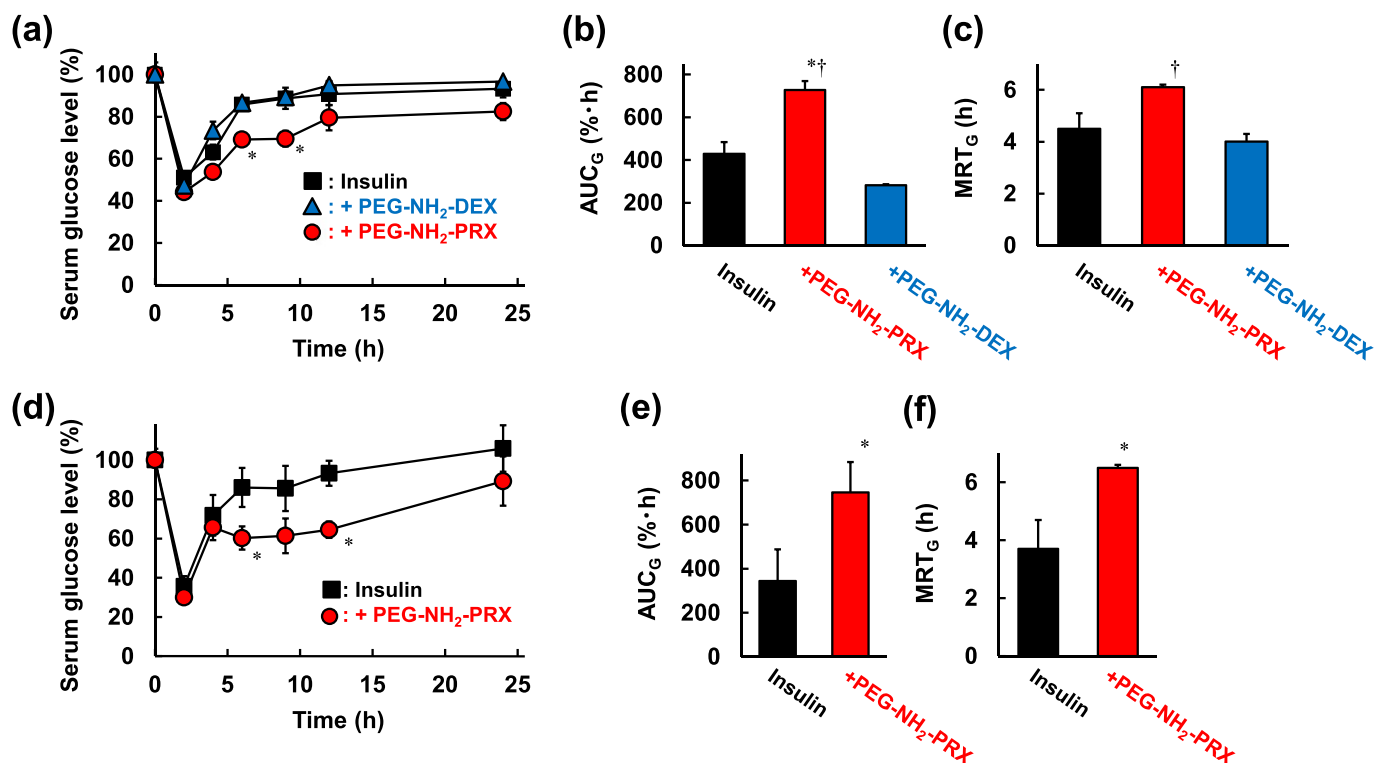 (a)
Serum glucose level (%)
100
80
60
40
20
0
0 5 10 15 20 25
Time (h)
* *
: Insulin
: + PEG-NH₂-DEX
: + PEG-NH₂-PRX
(b)
AUC_G (%·h)
800
600
400
200
0
*†
Insulin
+PEG-NH₂-PRX
+PEG-NH₂-DEX
(c)
MRT_G (h)
6
4
2
0
†
Insulin
+PEG-NH₂-PRX
+PEG-NH₂-DEX
(d)
Serum glucose level (%)
100
80
60
40
20
0
0 5 10 15 20 25
Time (h)
* *
: Insulin
: + PEG-NH₂-PRX
(e)
AUC_G (%·h)
800
400
600
200
0
*
Insulin
+PEG-NH₂-PRX
(f)
MRT_G (h)
6
4
2
0
*
Insulin
+PEG-NH₂-PRX